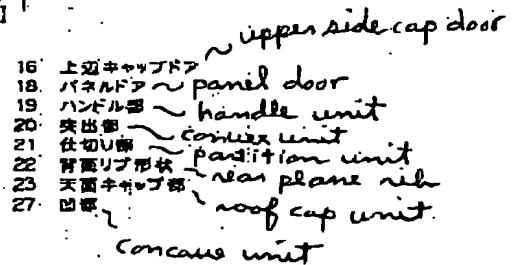 upper side cap door
16 上辺キャップドア
18. パネルドア ~ panel door
19 ハンドル部 ~ handle unit
20. 突出部 ~ convex unit
21 仕切り部 ~ partition unit
22 背面リブ形状 ~ rear plane rib
23 天面キャップ部 roof cap unit.
27. 凹部
concave unit